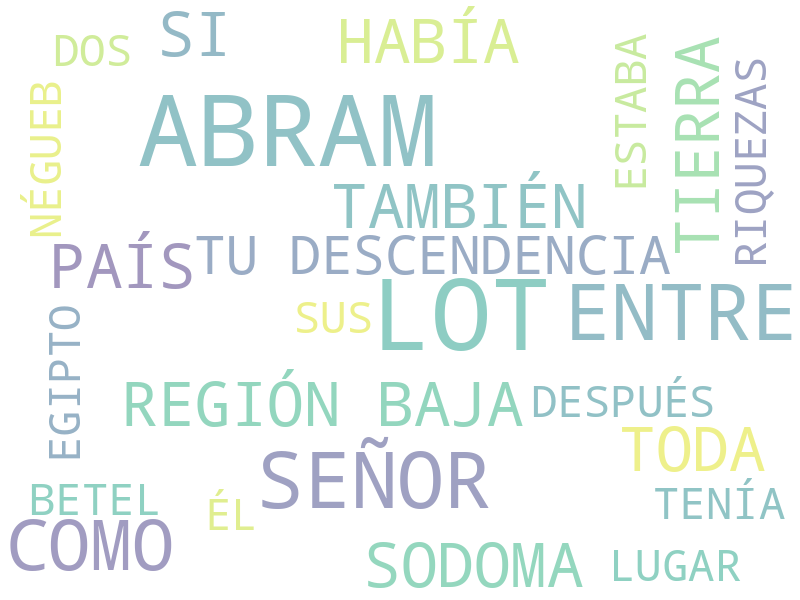 SI
HABÍA
DOS
ESTABA
TIERRA
RIQUEZAS
NÉGUEB
ABRAM
TAMBIÉN
PAÍS
TU DESCENDENCIA
SUS
LOT
ENTRE
EGIPTO
REGIÓN BAJA
DESPUÉS
TODA
SEÑOR
BETEL
ÉL
TENÍA
COMO
SODOMA
LUGAR